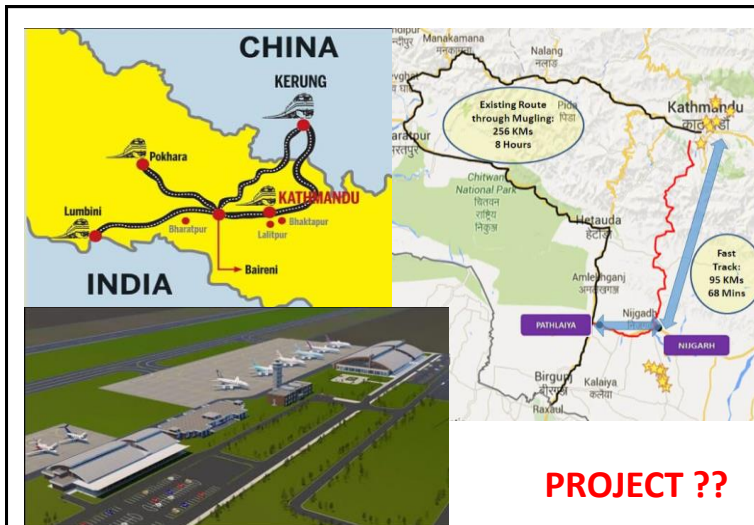 CHINA
KERUNG
Pokhara
KATHMANDU
Lumbini
Bharatpur
Bhaktapur
Lalitpur
Baireni
INDIA
Manakamana
मनकामना
Nalang
नलाङ
Existing Route
through Mugling:
256 KMs
8 Hours
Pida
पिडा
Kathmandu
Chitwan
National Park
चितवन
राष्ट्रिय
निकुञ्ज
Hetauda
हेटौडा
Fast
Track:
95 KMs
68 Mins
Amlekhganj
अमलेखगञ्ज
Nijgadh
PATHLAIYA
NIJGARH
Birgunj
बीरगञ्ज
Kalaiya
कलैया
Raxaul
PROJECT ??